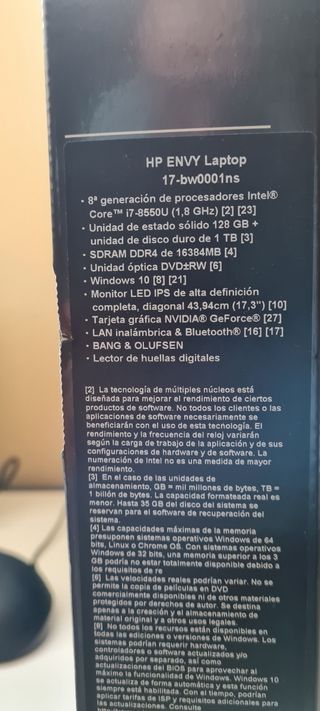 HP ENVY Laptop
17-bw0001ns
• 8ª generación de procesadores Intel®
Core™ i7-8550U (1,8 GHz) [2] [23]
• Unidad de estado sólido 128 GB +
unidad de disco duro de 1 TB [3]
• SDRAM DDR4 de 16384MB [4]
• Unidad óptica DVD±RW [6]
• Windows 10 [8] [21]
• Monitor LED IPS de alta definición
completa, diagonal 43,94cm (17,3") [10]
• Tarjeta gráfica NVIDIA® GeForce® [27]
• LAN inalámbrica & Bluetooth® [16] [17]
• BANG & OLUFSEN
• Lector de huellas digitales
[2] La tecnología de múltiples núcleos está
diseñada para mejorar el rendimiento de ciertos
productos de software. No todos los clientes o las
aplicaciones de software necesariamente se
beneficiarán con el uso de esta tecnología. El
rendimiento y la frecuencia del reloj variarán
según la carga de trabajo de la aplicación y de sus
configuraciones de hardware y de software. La
numeración de Intel no es una medida de mayor
rendimiento.
[3] En el caso de las unidades de
almacenamiento, GB = mil millones de bytes, TB =
1 billón de bytes. La capacidad formateada real es
menor. Hasta 35 GB del disco del sistema se
reservan para el software de recuperación del
sistema.
[4] Las capacidades máximas de la memoria
presuponen sistemas operativos Windows de 64
bits, Linux o Chrome OS. Con sistemas operativos
Windows de 32 bits, una memoria superior a los 3
GB podría no estar totalmente disponible debido a
los requisitos de re
[6] Las velocidades reales podrían variar. No se
permite la copia de películas en DVD
comercialmente disponibles ni de otros materiales
protegidos por derechos de autor. Se destina
apenas a la creación y el almacenamiento de
material original y a otros usos legales.
[8] No todos los recursos están disponibles en
todas las ediciones o versiones de Windows. Los
sistemas podrían requerir hardware,
controladores o software actualizados y/o
adquiridos por separado, así como
actualizaciones del BIOS para aprovechar al
máximo la funcionalidad de Windows. Windows 10
se actualiza de forma automática y esta función
siempre está habilitada. Con el tiempo, podrían
aplicar tarifas de ISP y requisitos adicionales para
las actualizaciones. Consulte